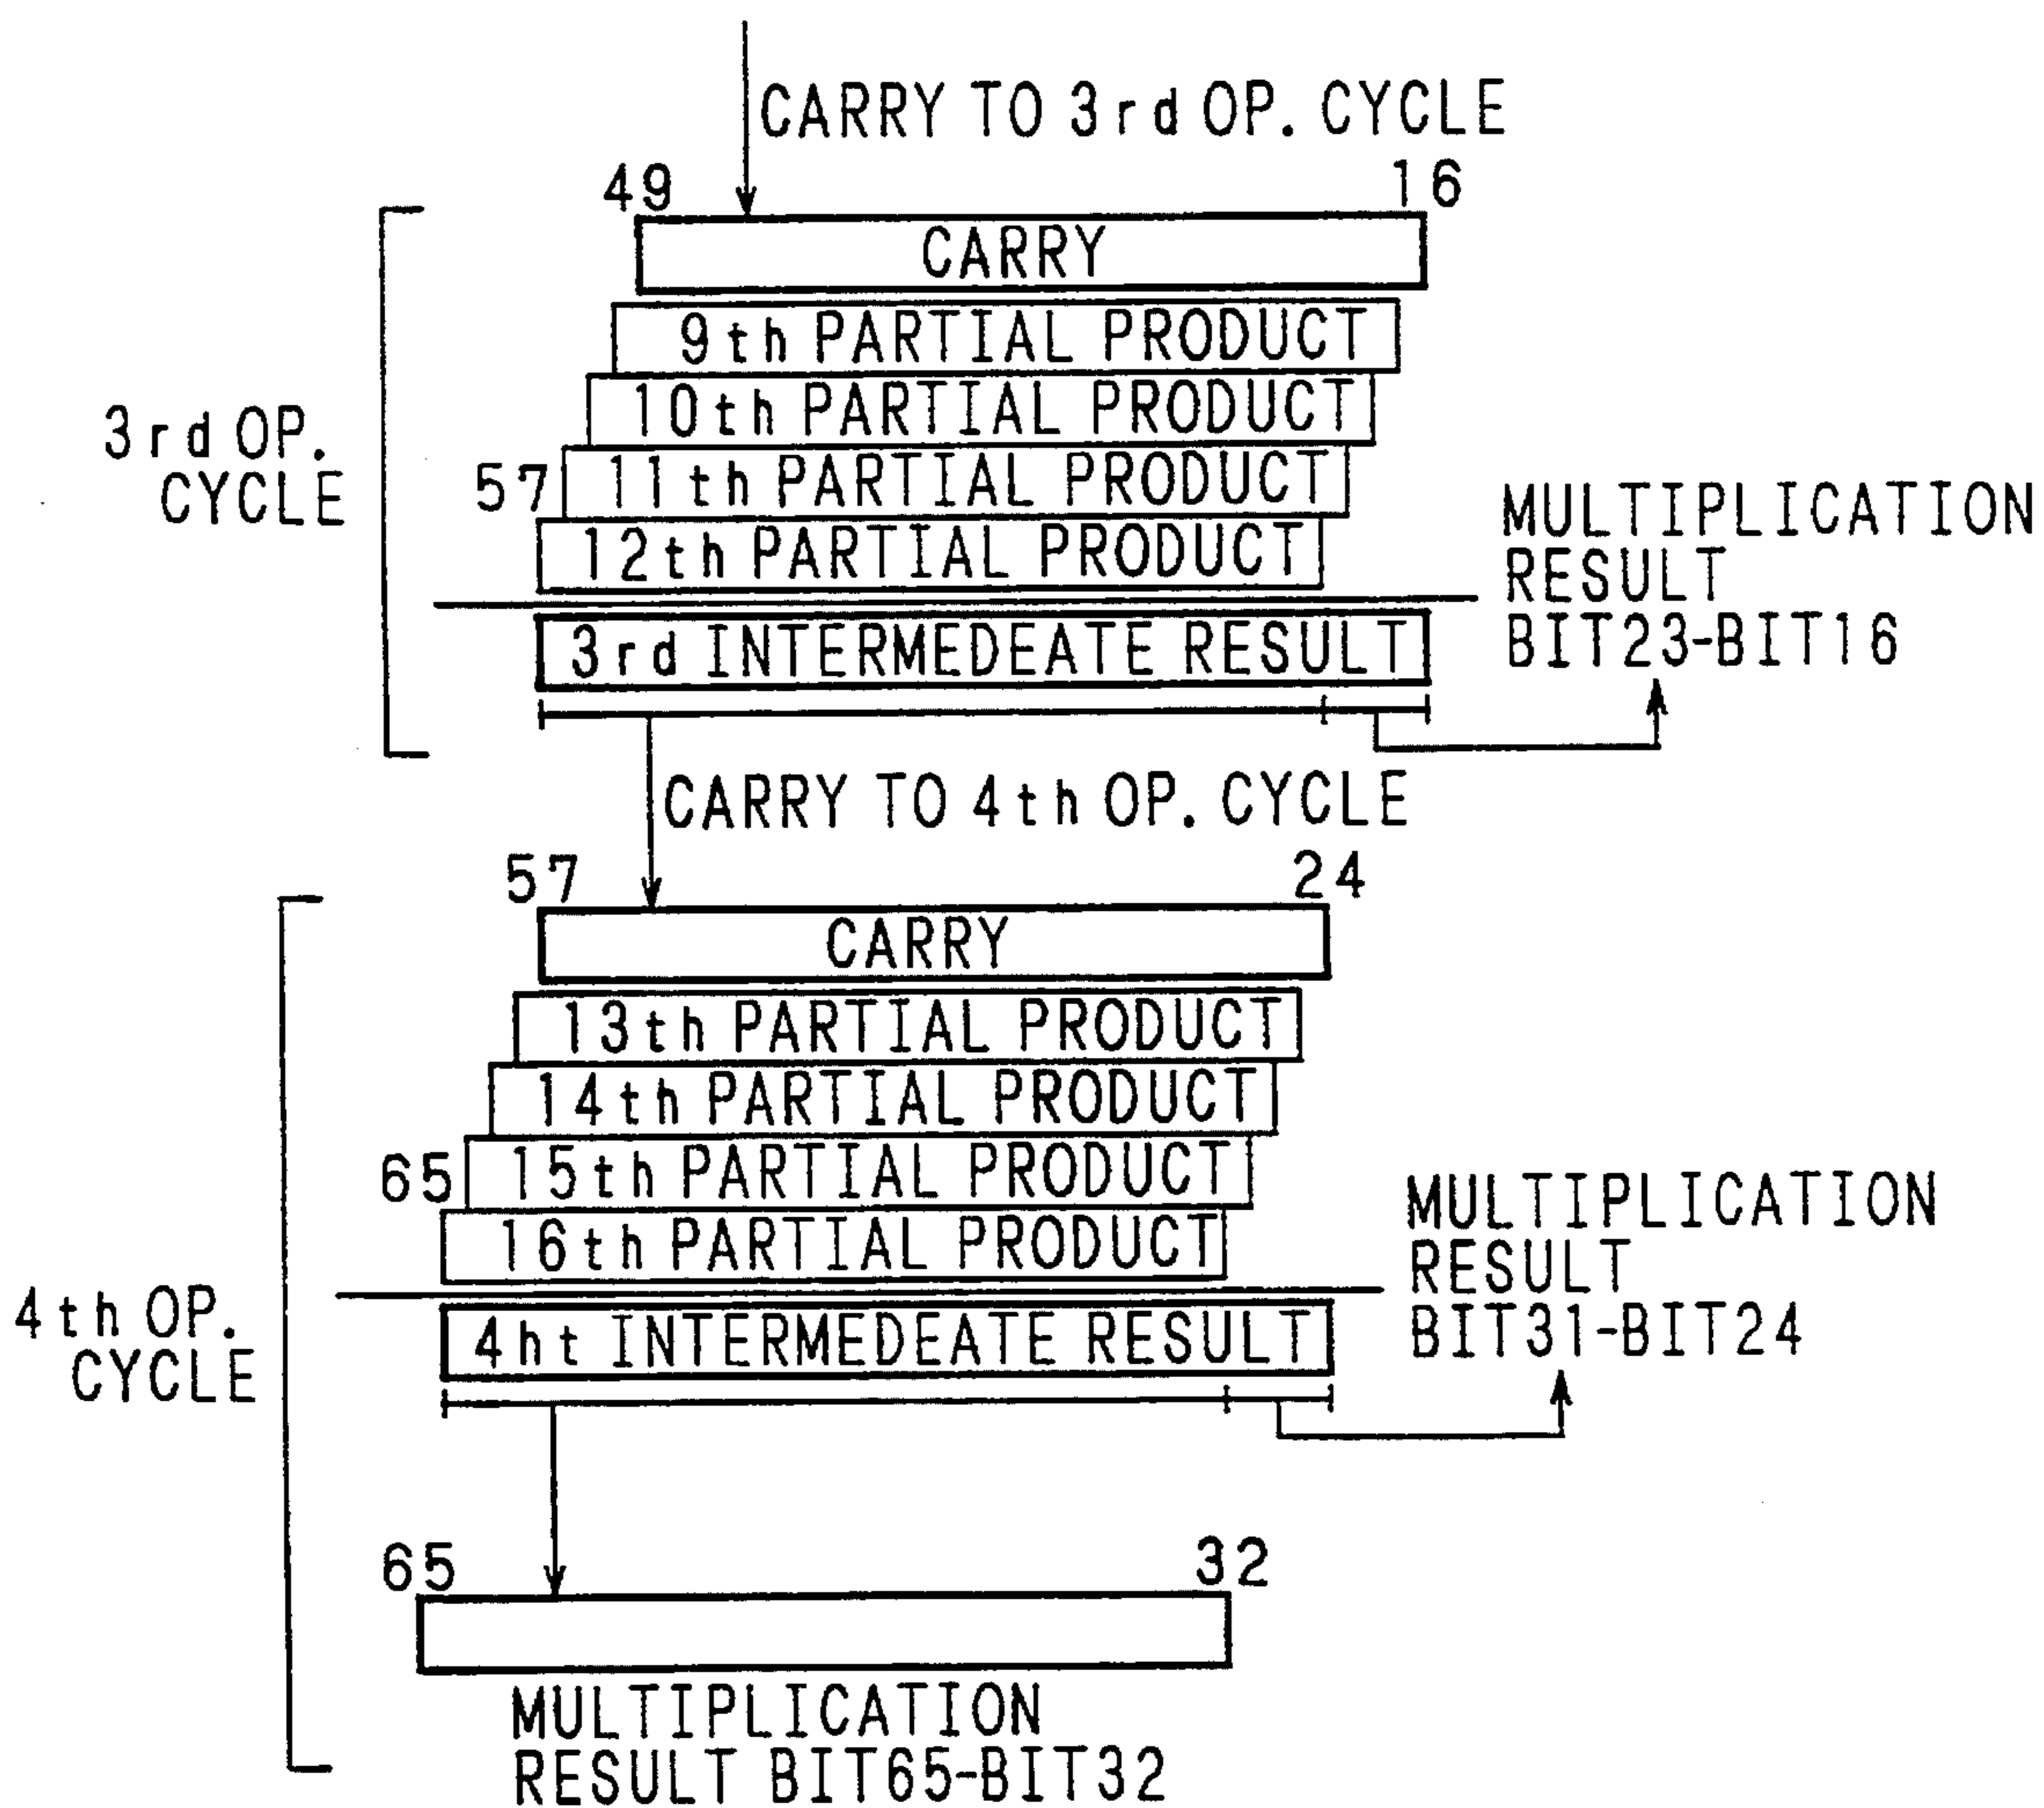 CARRY TO 3rd OP. CYCLE
49
16
CARRY
9th PARTIAL PRODUCT
10th PARTIAL PRODUCT
3rd OP.
CYCLE
57
11th PARTIAL PRODUCT
12th PARTIAL PRODUCT
MULTIPLICATION
RESULT
BIT23-BIT16
3rd INTERMEDEATE RESULT
CARRY TO 4th OP. CYCLE
57
24
CARRY
13th PARTIAL PRODUCT
14th PARTIAL PRODUCT
65
15th PARTIAL PRODUCT
16th PARTIAL PRODUCT
MULTIPLICATION
RESULT
BIT31-BIT24
4th OP.
CYCLE
4ht INTERMEDEATE RESULT
65
32
MULTIPLICATION
RESULT BIT65-BIT32